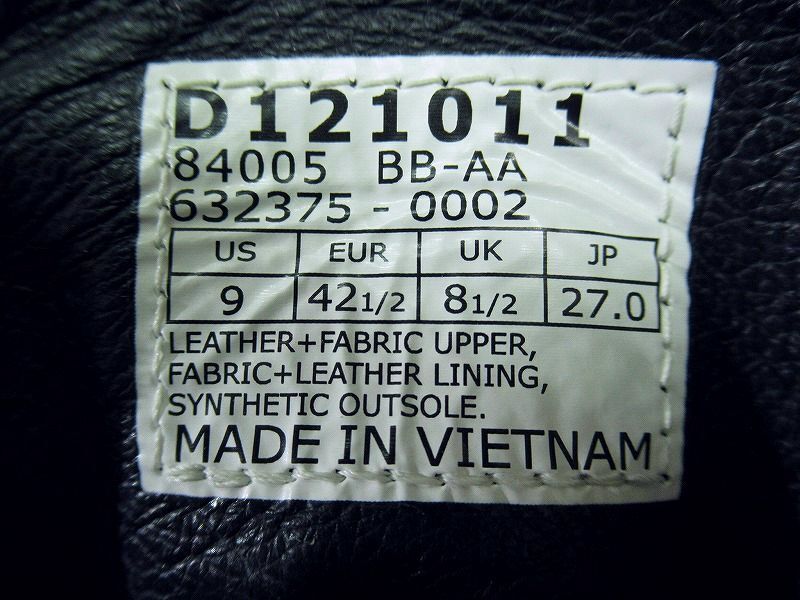 D121011
84005 BB-AA
632375 - 0002
US EUR UK JP
9 42 1/2 8 1/2 27.0
LEATHER+FABRIC UPPER,
FABRIC+LEATHER LINING,
SYNTHETIC OUTSOLE.
MADE IN VIETNAM